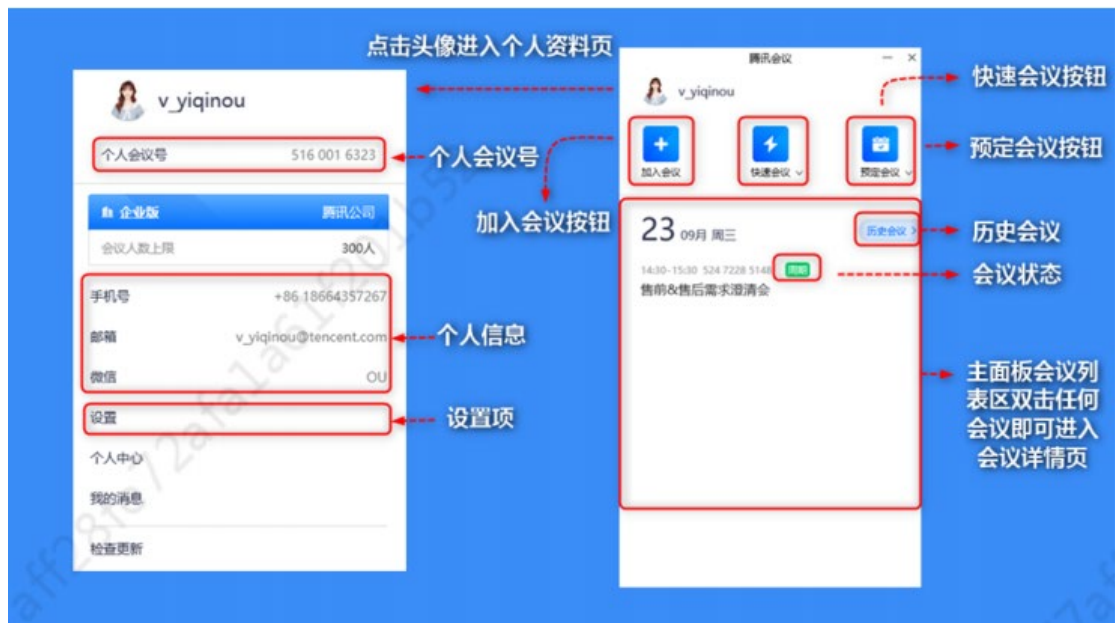 点击头像进入个人资料页
v_yiqinou
个人会议号 516 001 6323
个人会议号
企业版 腾讯公司
会议人数上限 300人
手机号 +86 18664357267
邮箱 v_yiqinou@tencent.com
微信 OU
个人信息
设置
设置项
个人中心
我的消息
检查更新
腾讯会议
v_yiqinou
加入会议 快速会议 预定会议
加入会议按钮
快速会议按钮
预定会议按钮
23 09月 周三 历史会议
历史会议
14:30-15:30 524 7228 5148 周期
会议状态
售前&售后需求澄清会
主面板会议列
表区双击任何
会议即可进入
会议详情页